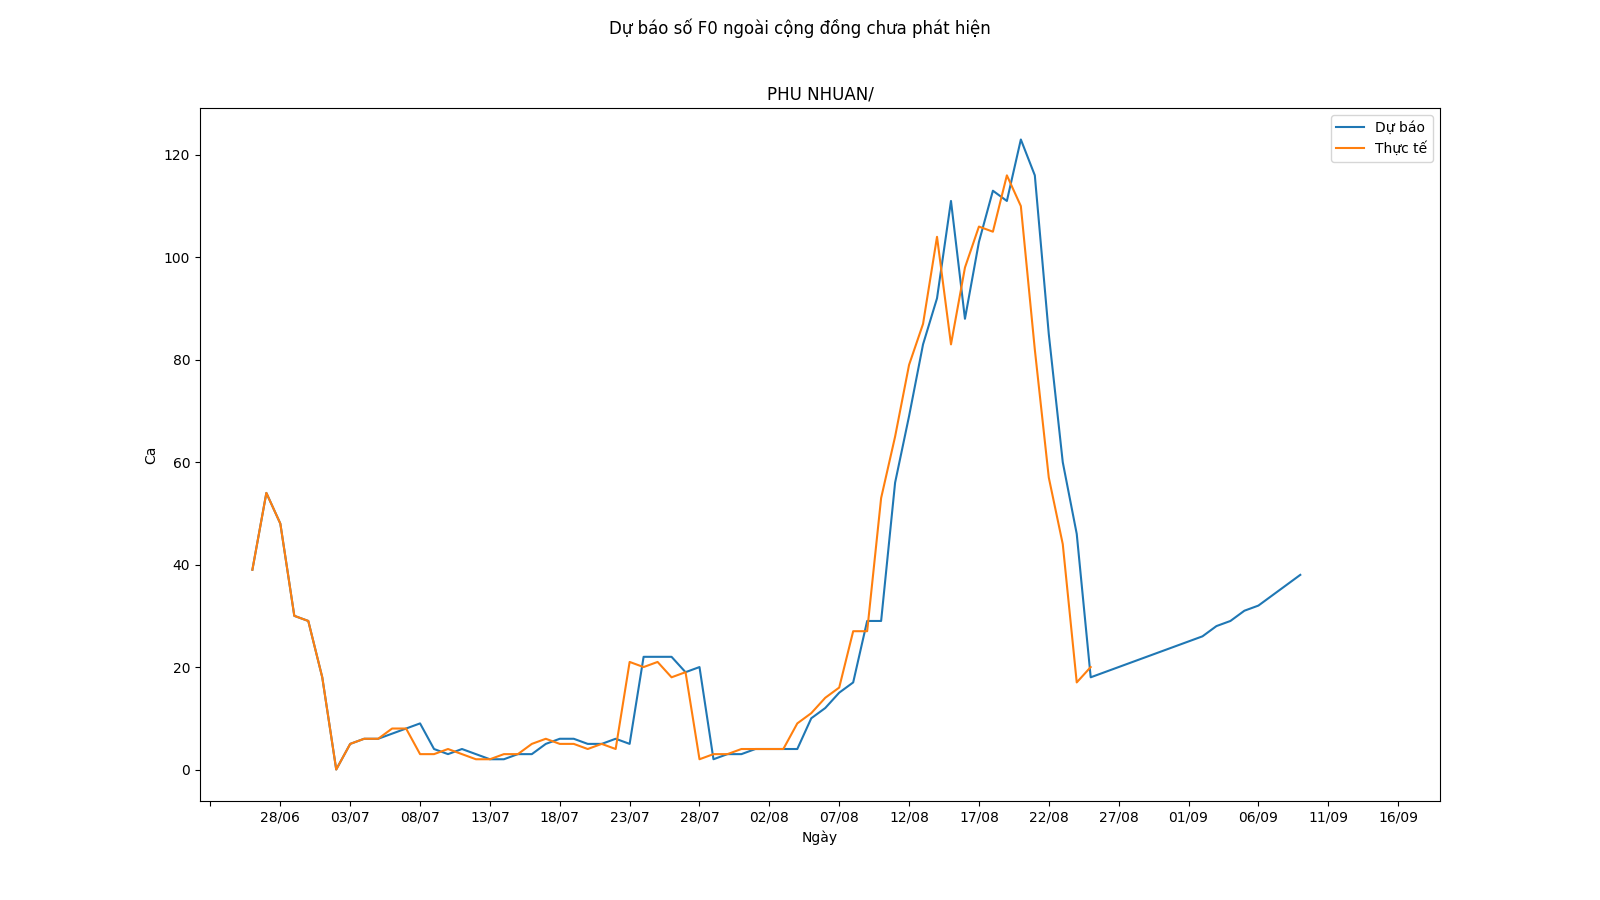 Dự báo số F0 ngoài cộng đồng chưa phát hiện
PHU NHUAN/
Dự báo
Thực tế
120
100
80
60
40
20
0
Ca
28/06 03/07 08/07 13/07 18/07 23/07 28/07 02/08 07/08 12/08 17/08 22/08 27/08 01/09 06/09 11/09 16/09
Ngày